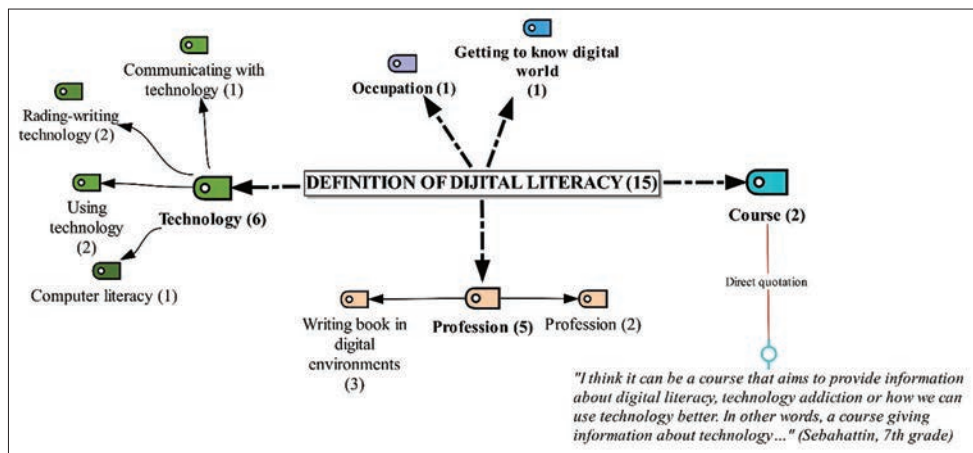 Communicating with
technology (1)
Rading-writing
technology (2)
Using
technology
(2)
Computer literacy (1)
Technology (6)
Occupation (1)
Getting to know digital
world
(1)
DEFINITION OF DIJITAL LITERACY (15)
Course (2)
Direct quotation
Writing book in
digital
environments
(3)
Profession (5)
Profession (2)
"I think it can be a course that aims to provide information
about digital literacy, technology addiction or how we can
use technology better. In other words, a course giving
information about technology..." (Sebahattin, 7th grade)